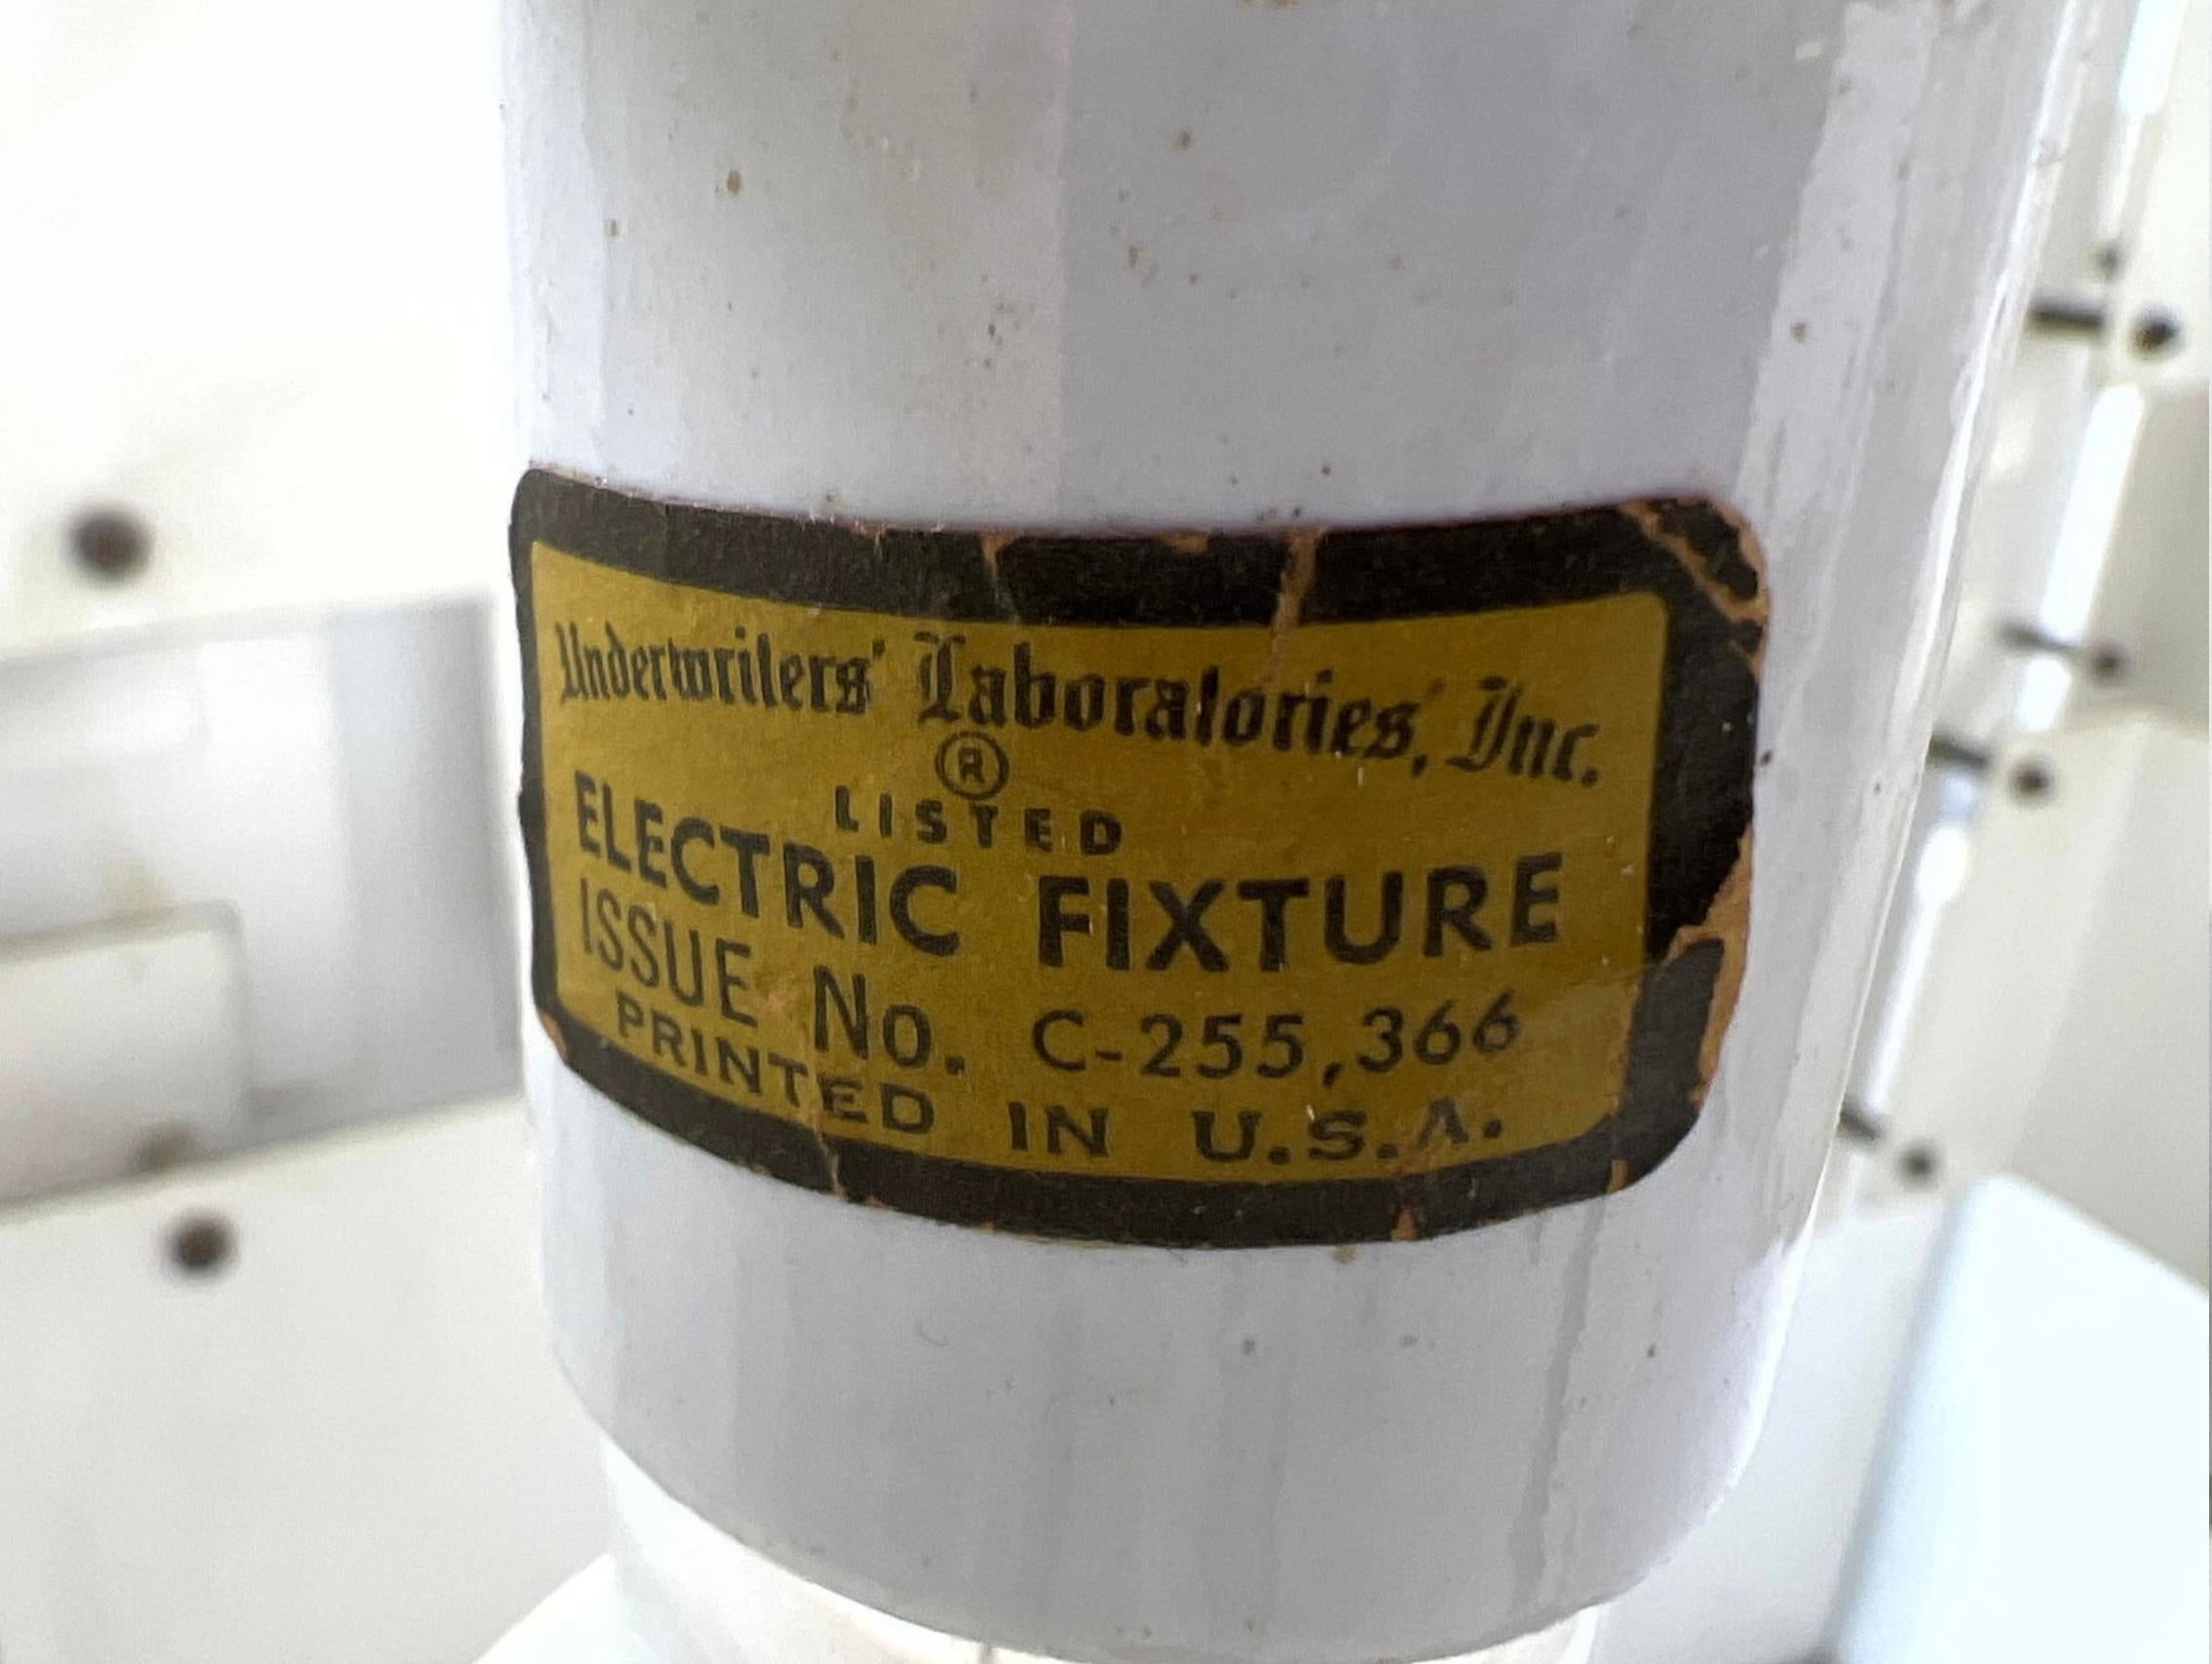 Underwriters' Laboratories, Inc.
®
LISTED
ELECTRIC FIXTURE
ISSUE No. C-255,366
PRINTED IN U.S.A.